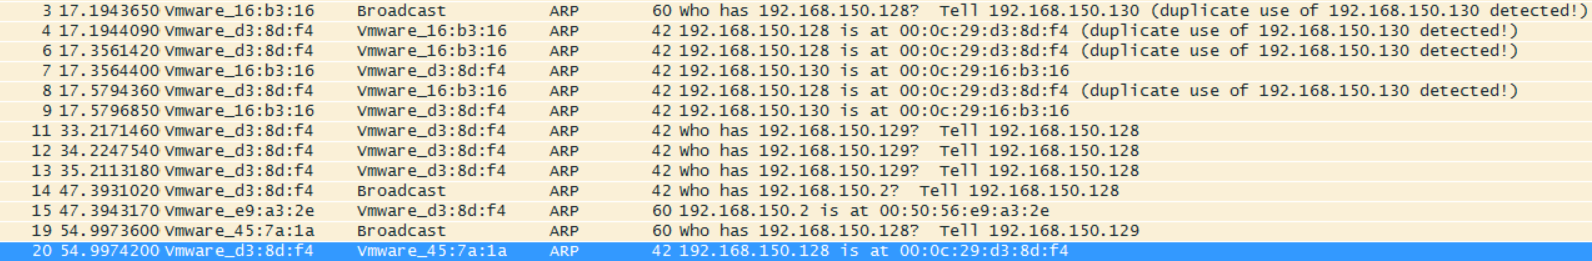 3 17.1943650 Vmware_16:b3:16 Broadcast ARP 60 Who has 192.168.150.128? Tell 192.168.150.130 (duplicate use of 192.168.150.130 detected!)
4 17.1944090 Vmware_d3:8d:f4 Vmware_16:b3:16 ARP 42 192.168.150.128 is at 00:0c:29:d3:8d:f4 (duplicate use of 192.168.150.130 detected!)
6 17.3561420 Vmware_d3:8d:f4 Vmware_16:b3:16 ARP 42 192.168.150.128 is at 00:0c:29:d3:8d:f4 (duplicate use of 192.168.150.130 detected!)
7 17.3564400 Vmware_16:b3:16 Vmware_d3:8d:f4 ARP 42 192.168.150.130 is at 00:0c:29:16:b3:16
8 17.5794360 Vmware_d3:8d:f4 Vmware_16:b3:16 ARP 42 192.168.150.128 is at 00:0c:29:d3:8d:f4 (duplicate use of 192.168.150.130 detected!)
9 17.5796850 Vmware_16:b3:16 Vmware_d3:8d:f4 ARP 42 192.168.150.130 is at 00:0c:29:16:b3:16
11 33.2171460 Vmware_d3:8d:f4 Vmware_d3:8d:f4 ARP 42 Who has 192.168.150.129? Tell 192.168.150.128
12 34.2247540 Vmware_d3:8d:f4 Vmware_d3:8d:f4 ARP 42 Who has 192.168.150.129? Tell 192.168.150.128
13 35.2113180 Vmware_d3:8d:f4 Vmware_d3:8d:f4 ARP 42 Who has 192.168.150.129? Tell 192.168.150.128
14 47.3931020 Vmware_d3:8d:f4 Broadcast ARP 42 Who has 192.168.150.2? Tell 192.168.150.128
15 47.3943170 Vmware_e9:a3:2e Vmware_d3:8d:f4 ARP 60 192.168.150.2 is at 00:50:56:e9:a3:2e
19 54.9973600 Vmware_45:7a:1a Broadcast ARP 60 Who has 192.168.150.128? Tell 192.168.150.129
20 54.9974200 Vmware_d3:8d:f4 Vmware_45:7a:1a ARP 42 192.168.150.128 is at 00:0c:29:d3:8d:f4